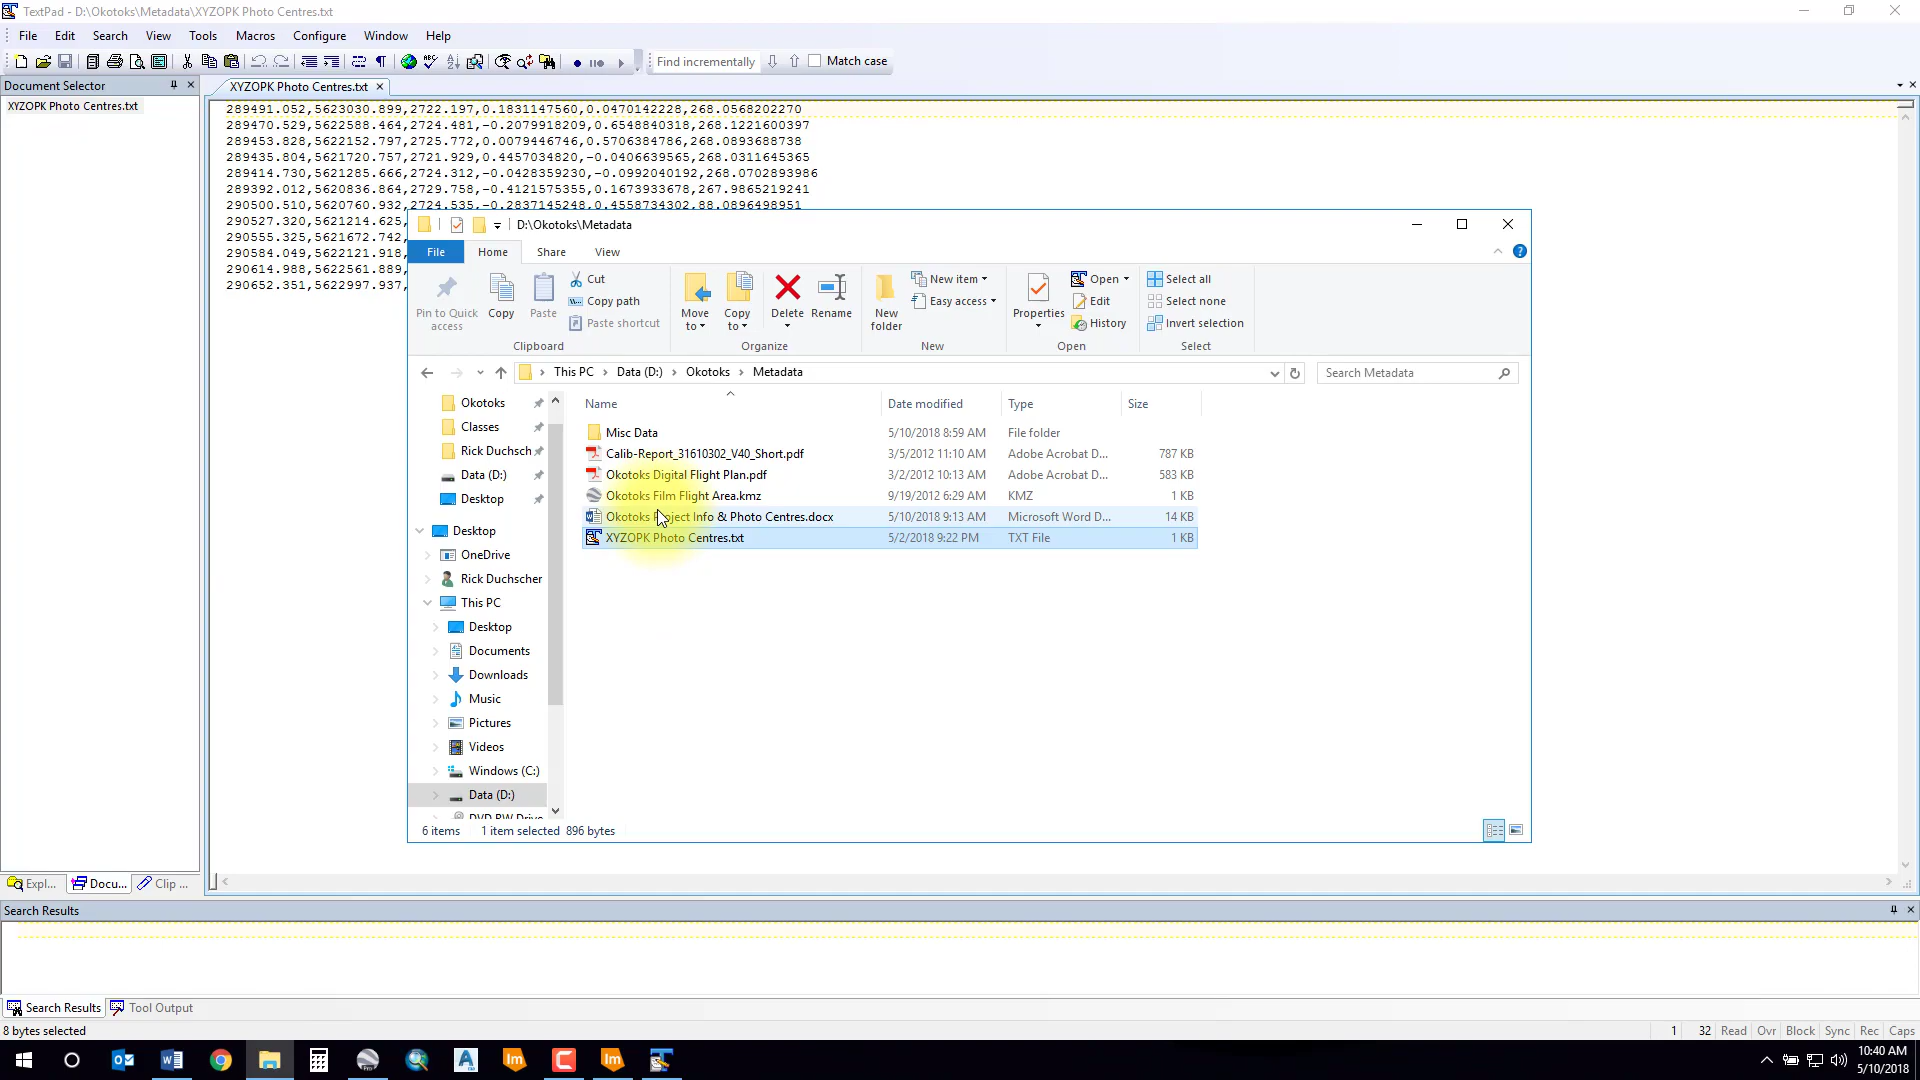 TextPad - D:\Okotoks\Metadata\XYZOPK Photo Centres.txt
File Edit Search View Tools Macros Configure Window Help
Find incrementally Match case
Document Selector
XYZOPK Photo Centres.txt
XYZOPK Photo Centres.txt
289491.052,5623030.899,2722.197,0.1831147560,0.0470142228,268.0568202270
289470.529,5622588.464,2724.481,-0.2079918209,0.6548840318,268.1221600397
289453.828,5622152.797,2725.772,0.0079446746,0.5706384786,268.0893688738
289435.804,5621720.757,2721.929,0.4457034820,-0.0406639565,268.0311645365
289414.730,5621285.666,2724.312,-0.0428359230,-0.0992040192,268.0702893986
289392.012,5620836.864,2729.758,-0.4121575355,0.1673933678,267.9865219241
290500.510,5620760.932,2724.535,-0.2837145248,0.4558734302,88.0896498951
290527.320,5621214.625,
290555.325,5621672.742,
290584.049,5622121.918,
290614.988,5622561.889,
290652.351,5622997.937,
D:\Okotoks\Metadata
File Home Share View
Pin to Quick access
Copy
Paste
Cut
Copy path
Paste shortcut
Move to
Copy to
Delete
Rename
New folder
New item
Easy access
Properties
Open
Edit
History
Select all
Select none
Invert selection
Clipboard Organize New Open Select
This PC Data (D:) Okotoks Metadata
Search Metadata
Okotoks
Classes
Rick Duchsch
Data (D:)
Desktop
Desktop
OneDrive
Rick Duchscher
This PC
Desktop
Documents
Downloads
Music
Pictures
Videos
Windows (C:)
Data (D:)
DVD RW Drive
Name Date modified Type Size
Misc Data 5/10/2018 8:59 AM File folder
Calib-Report_31610302_V40_Short.pdf 3/5/2012 11:10 AM Adobe Acrobat D... 787 KB
Okotoks Digital Flight Plan.pdf 3/2/2012 10:13 AM Adobe Acrobat D... 583 KB
Okotoks Film Flight Area.kmz 9/19/2012 6:29 AM KMZ 1 KB
Okotoks Project Info & Photo Centres.docx 5/10/2018 9:13 AM Microsoft Word D... 14 KB
XYZOPK Photo Centres.txt 5/2/2018 9:22 PM TXT File 1 KB
6 items 1 item selected 896 bytes
Expl... Docu... Clip ...
Search Results
Search Results Tool Output
8 bytes selected 1 32 Read Ovr Block Sync Rec Caps
10:40 AM
5/10/2018